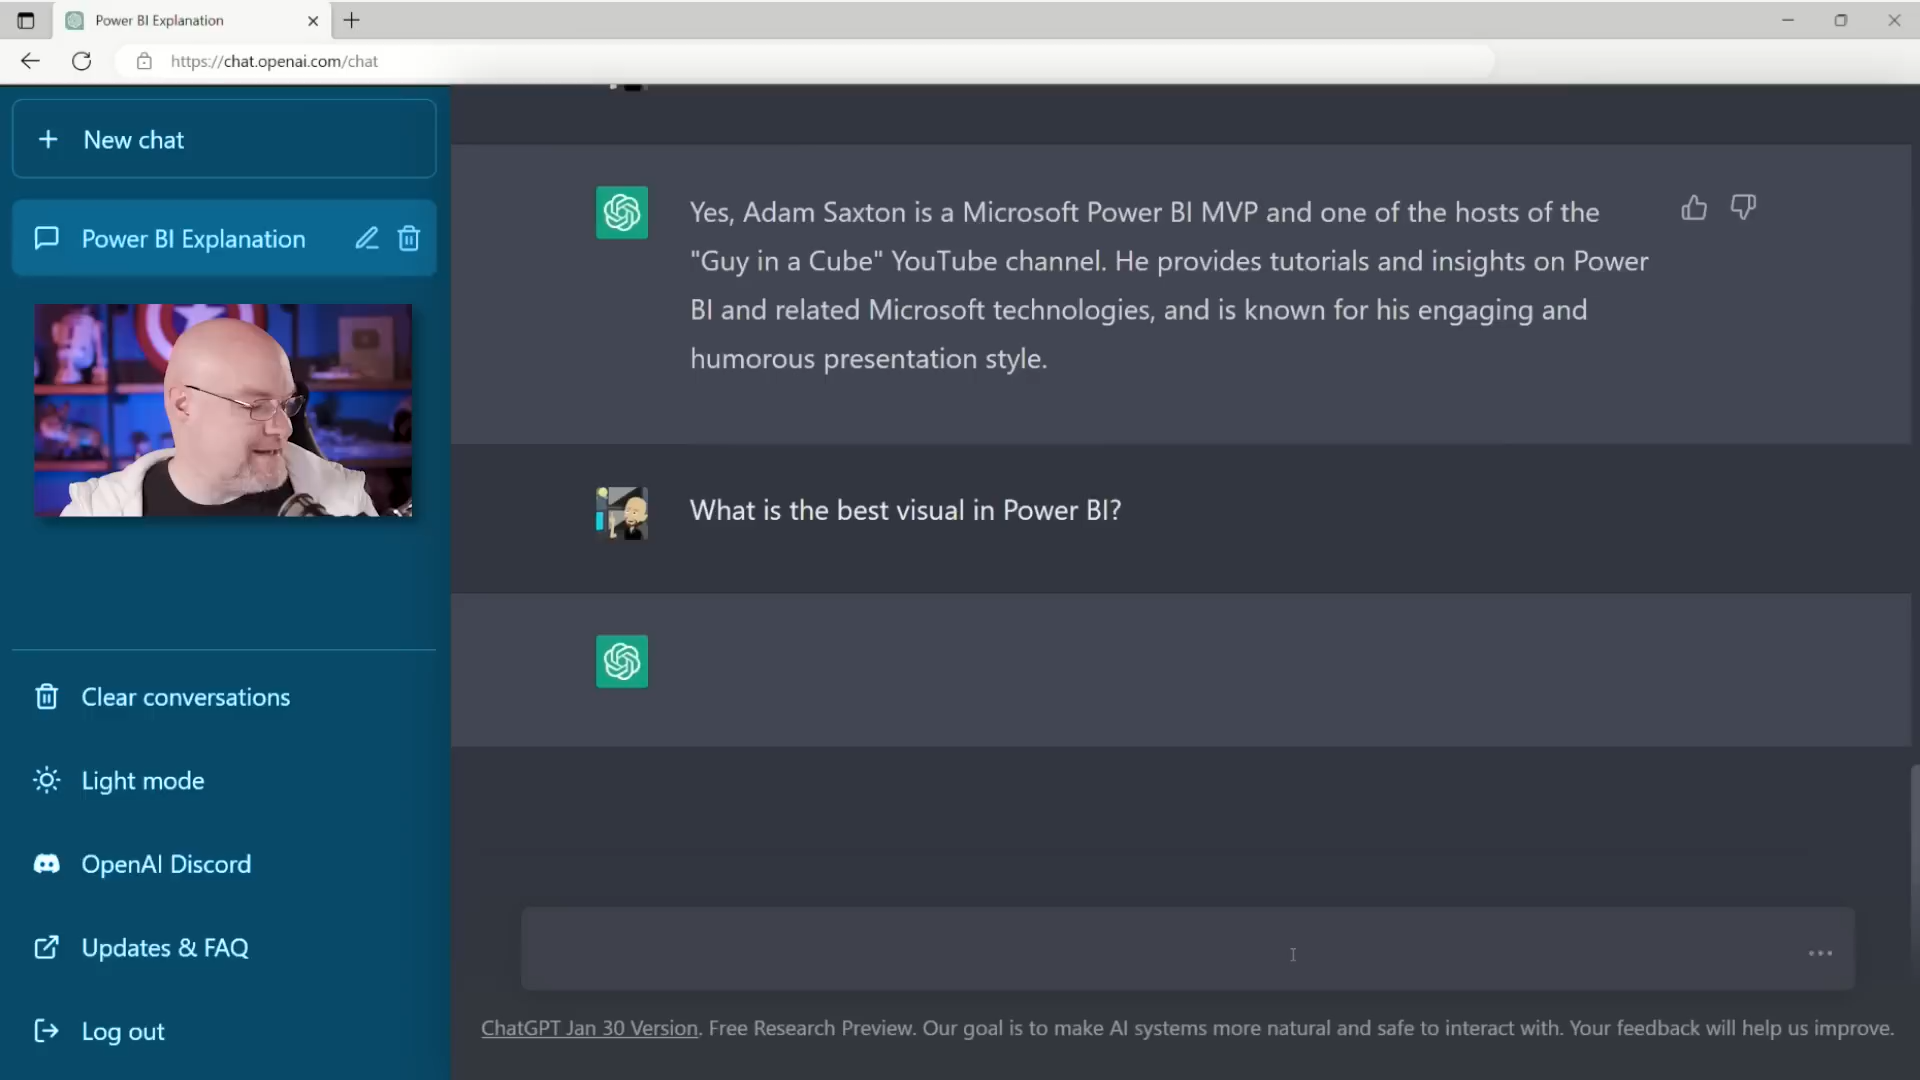 Power BI Explanation
https://chat.openai.com/chat
New chat
Power BI Explanation
Clear conversations
Light mode
OpenAI Discord
Updates & FAQ
Log out
Yes, Adam Saxton is a Microsoft Power BI MVP and one of the hosts of the
"Guy in a Cube" YouTube channel. He provides tutorials and insights on Power
BI and related Microsoft technologies, and is known for his engaging and
humorous presentation style.
What is the best visual in Power BI?
ChatGPT Jan 30 Version. Free Research Preview. Our goal is to make AI systems more natural and safe to interact with. Your feedback will help us improve.